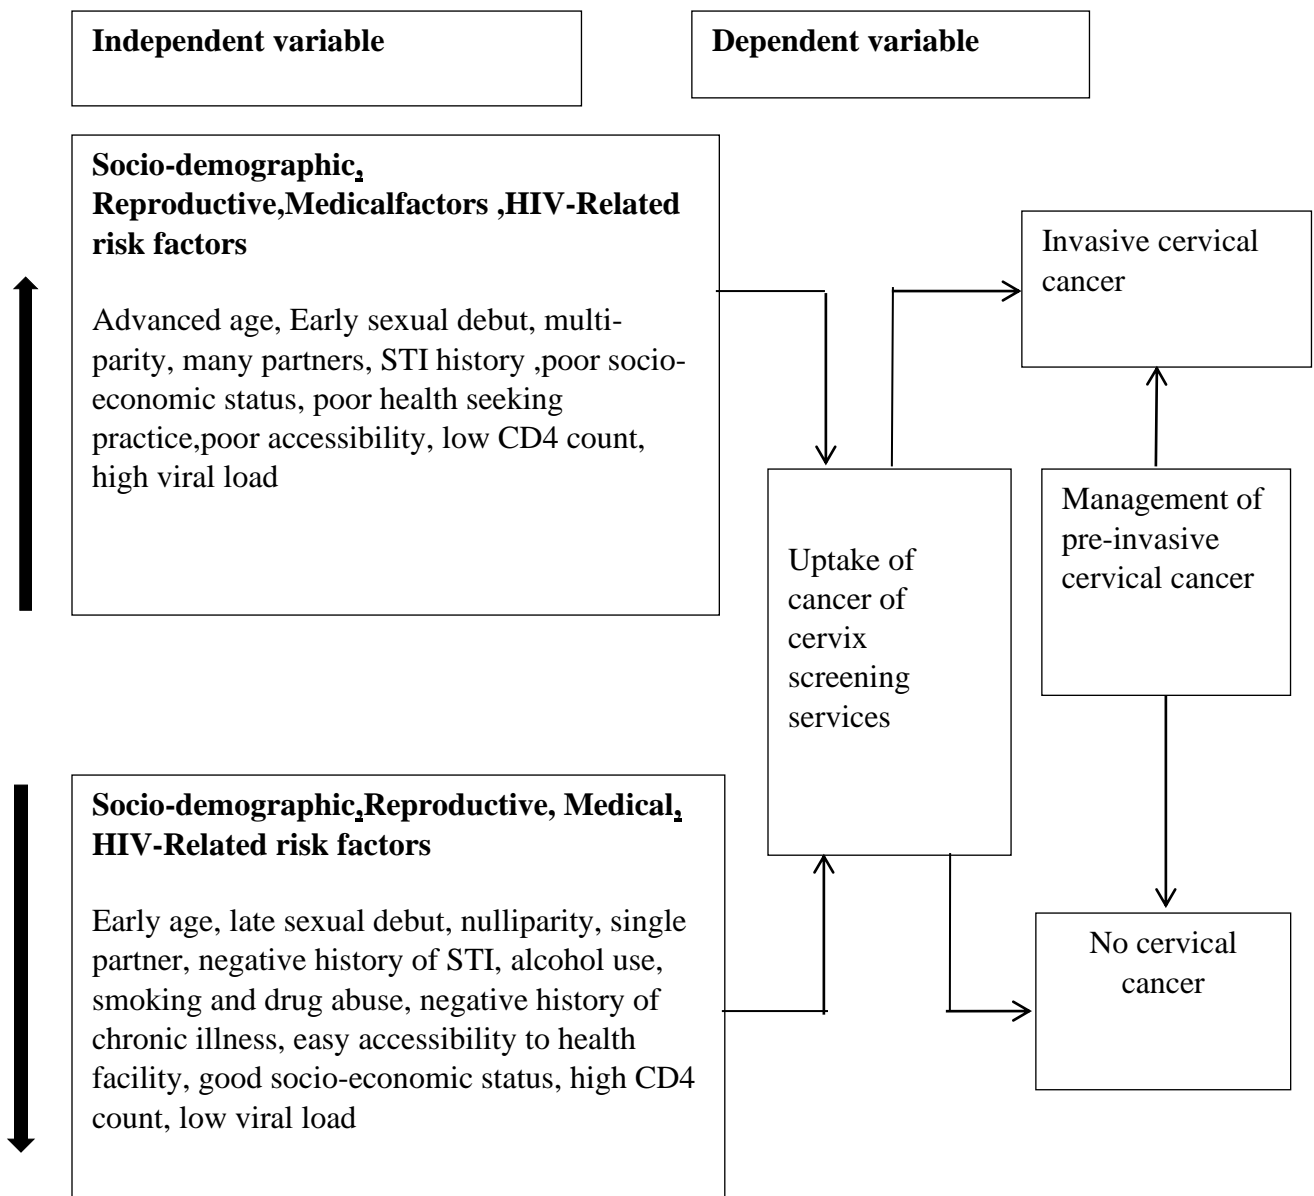 Independent variable
Dependent variable
Socio-demographic,
Reproductive,Medicalfactors ,HIV-Related
risk factors
Advanced age, Early sexual debut, multi-
parity, many partners, STI history ,poor socio-
economic status, poor health seeking
practice,poor accessibility, low CD4 count,
high viral load
Invasive cervical
cancer
Management of
pre-invasive
cervical cancer
Uptake of
cancer of
cervix
screening
services
Socio-demographic,Reproductive, Medical,
HIV-Related risk factors
Early age, late sexual debut, nulliparity, single
partner, negative history of STI, alcohol use,
smoking and drug abuse, negative history of
chronic illness, easy accessibility to health
facility, good socio-economic status, high CD4
count, low viral load
No cervical
cancer